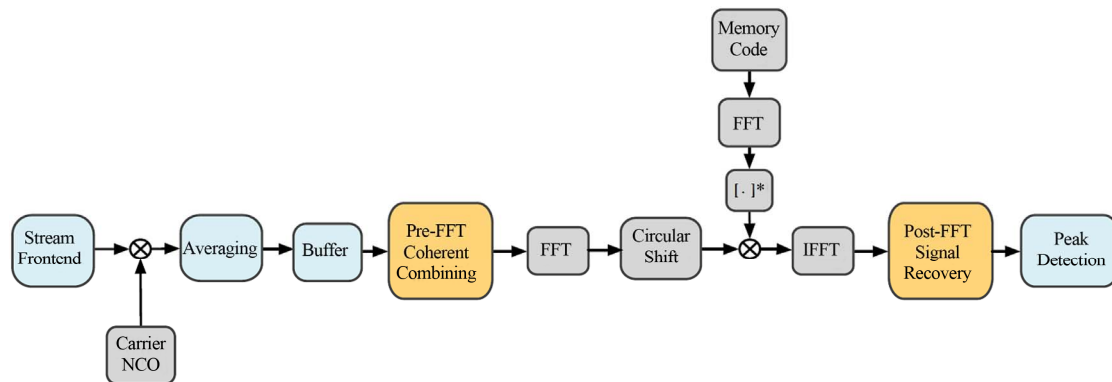 Memory
Code
FFT
[ . ]*
Stream
Frontcnd
Averaging
Buffer
Pre-FFT
Coherent
Combining
FFT
Circular
Shift
IFFT
Post-FFT
Signal
Recovery
Peak
Detection
Carrier
NCO